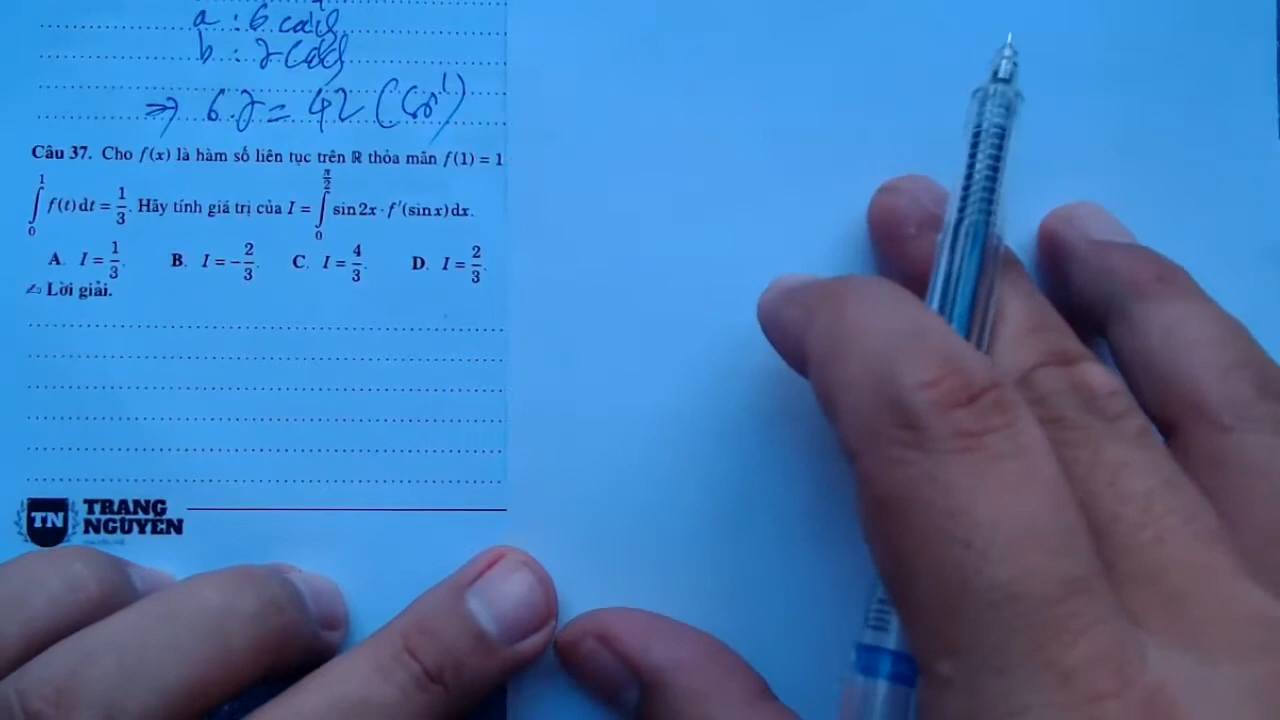 a : 6 cách
b : 7 cách
=> 6.7 = 42 (số)
Câu 37. Cho f(x) là hàm số liên tục trên ℝ thỏa mãn f(1) = 1
∫₀¹ f(t) dt = 1/3. Hãy tính giá trị của I = ∫₀^(π/2) sin 2x · f′(sin x) dx.
A. I = 1/3. B. I = −2/3. C. I = 4/3. D. I = 2/3.
✍ Lời giải.
TN TRANG
NGUYÊN